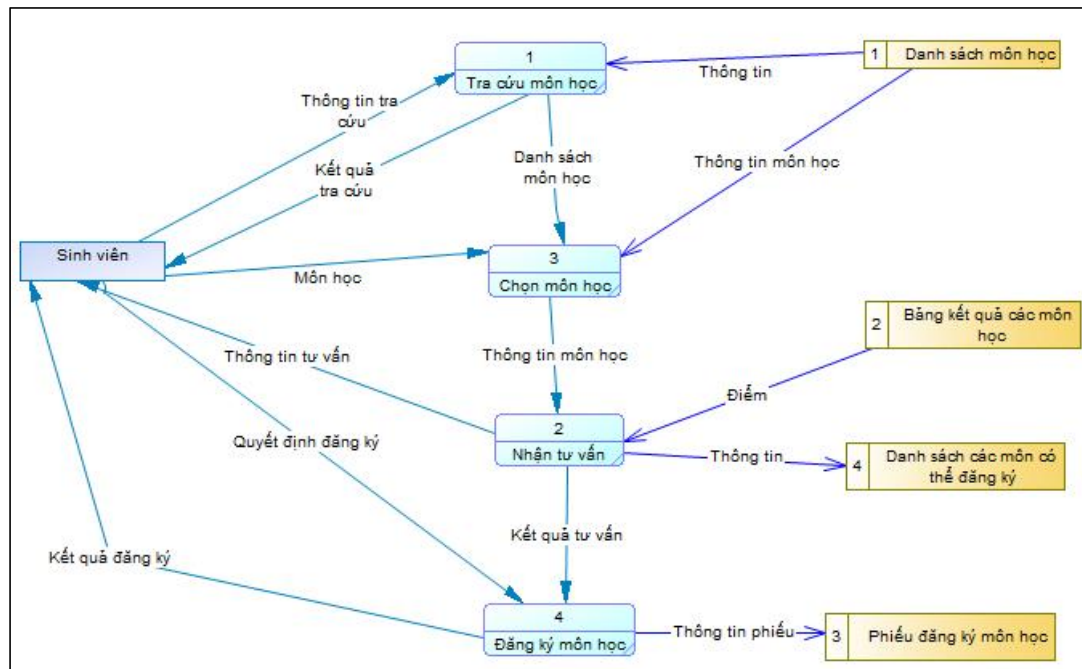 1
Tra cứu môn học
Thông tin
1
Danh sách môn học
Thông tin tra
cứu
Kết quả
tra cứu
Danh sách
môn học
Thông tin môn học
Sinh viên
Môn học
3
Chọn môn học
2
Bảng kết quả các môn
học
Thông tin tư vấn
Thông tin môn học
Điểm
2
Nhận tư vấn
Quyết định đăng ký
Thông tin
4
Danh sách các môn có
thể đăng ký
Kết quả tư vấn
Kết quả đăng ký
4
Đăng ký môn học
Thông tin phiếu
3
Phiếu đăng ký môn học